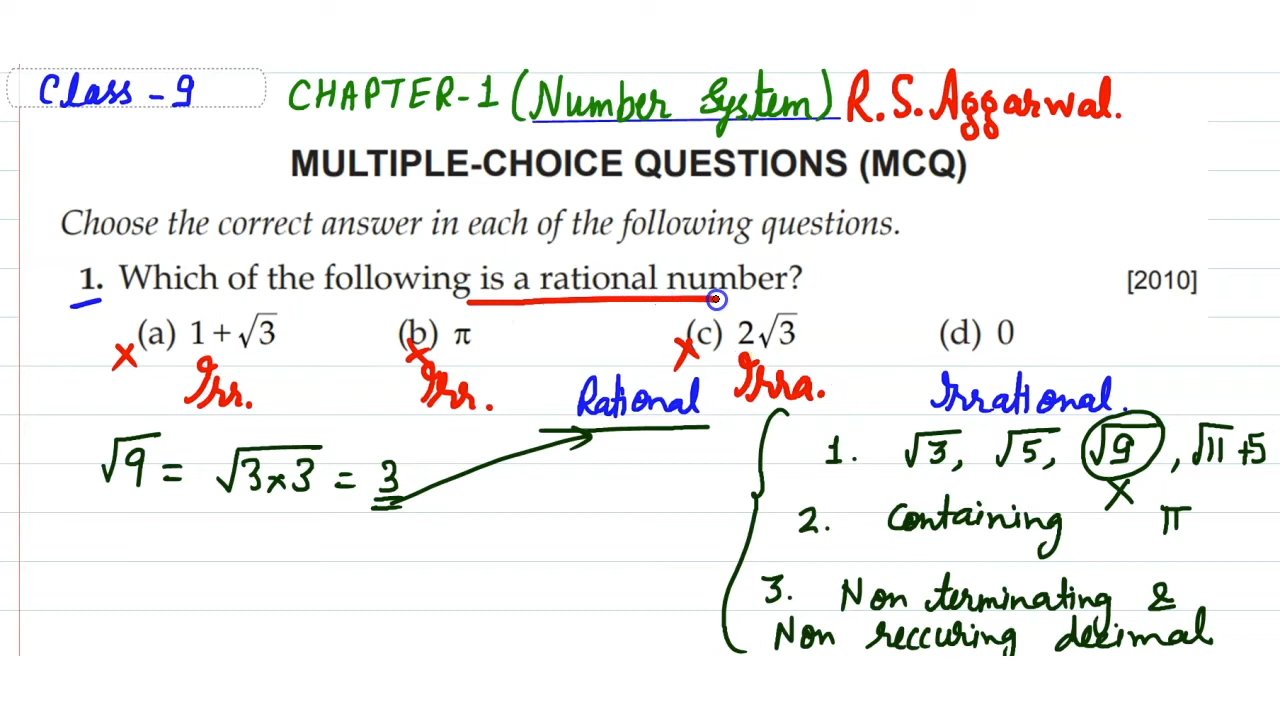 Class - 9 CHAPTER-1 (Number System) R.S. Aggarwal.
MULTIPLE-CHOICE QUESTIONS (MCQ)
Choose the correct answer in each of the following questions.
1. Which of the following is a rational number? [2010]
(a) 1 + √3 (b) π (c) 2√3 (d) 0
× × ×
Irr. Irr. Rational Irra. Irrational.
√9 = √3×3 = 3
1. √3, √5, √9, √11 + 5
×
2. Containing π
3. Non terminating &
Non reccuring decimal